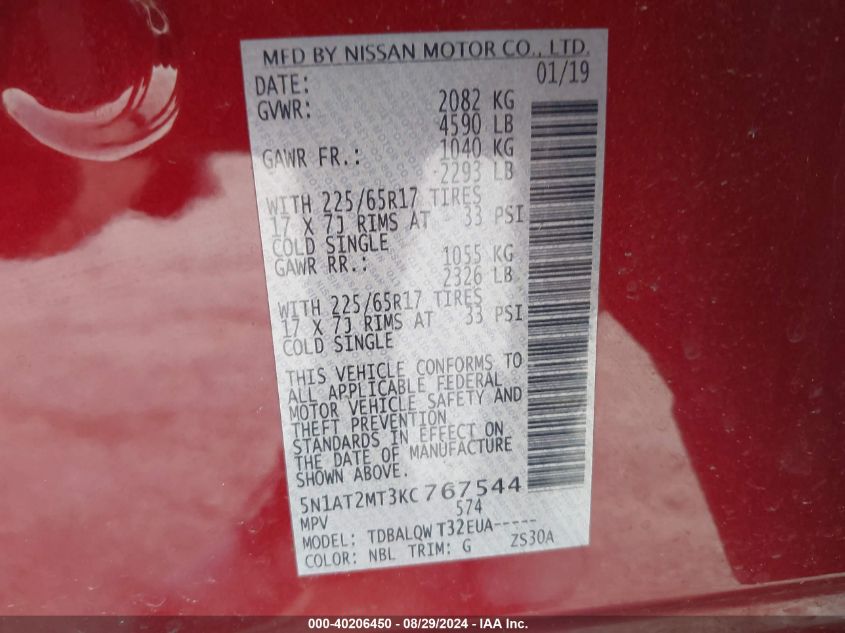 MFD BY NISSAN MOTOR CO., LTD.
DATE: 01/19
GVWR: 2082 KG
4590 LB
GAWR FR.: 1040 KG
2293 LB
WITH 225/65R17 TIRES
17 X 7J RIMS AT 33 PSI
COLD SINGLE
GAWR RR.: 1055 KG
2326 LB
WITH 225/65R17 TIRES
17 X 7J RIMS AT 33 PSI
COLD SINGLE
THIS VEHICLE CONFORMS TO
ALL APPLICABLE FEDERAL
MOTOR VEHICLE SAFETY AND
THEFT PREVENTION
STANDARDS IN EFFECT ON
THE DATE OF MANUFACTURE
SHOWN ABOVE.
5N1AT2MT3KC767544
MPV 574
MODEL: TDBALQWT32EUA-----
COLOR: NBL TRIM: G ZS30A
000-40206450 - 08/29/2024 - IAA Inc.